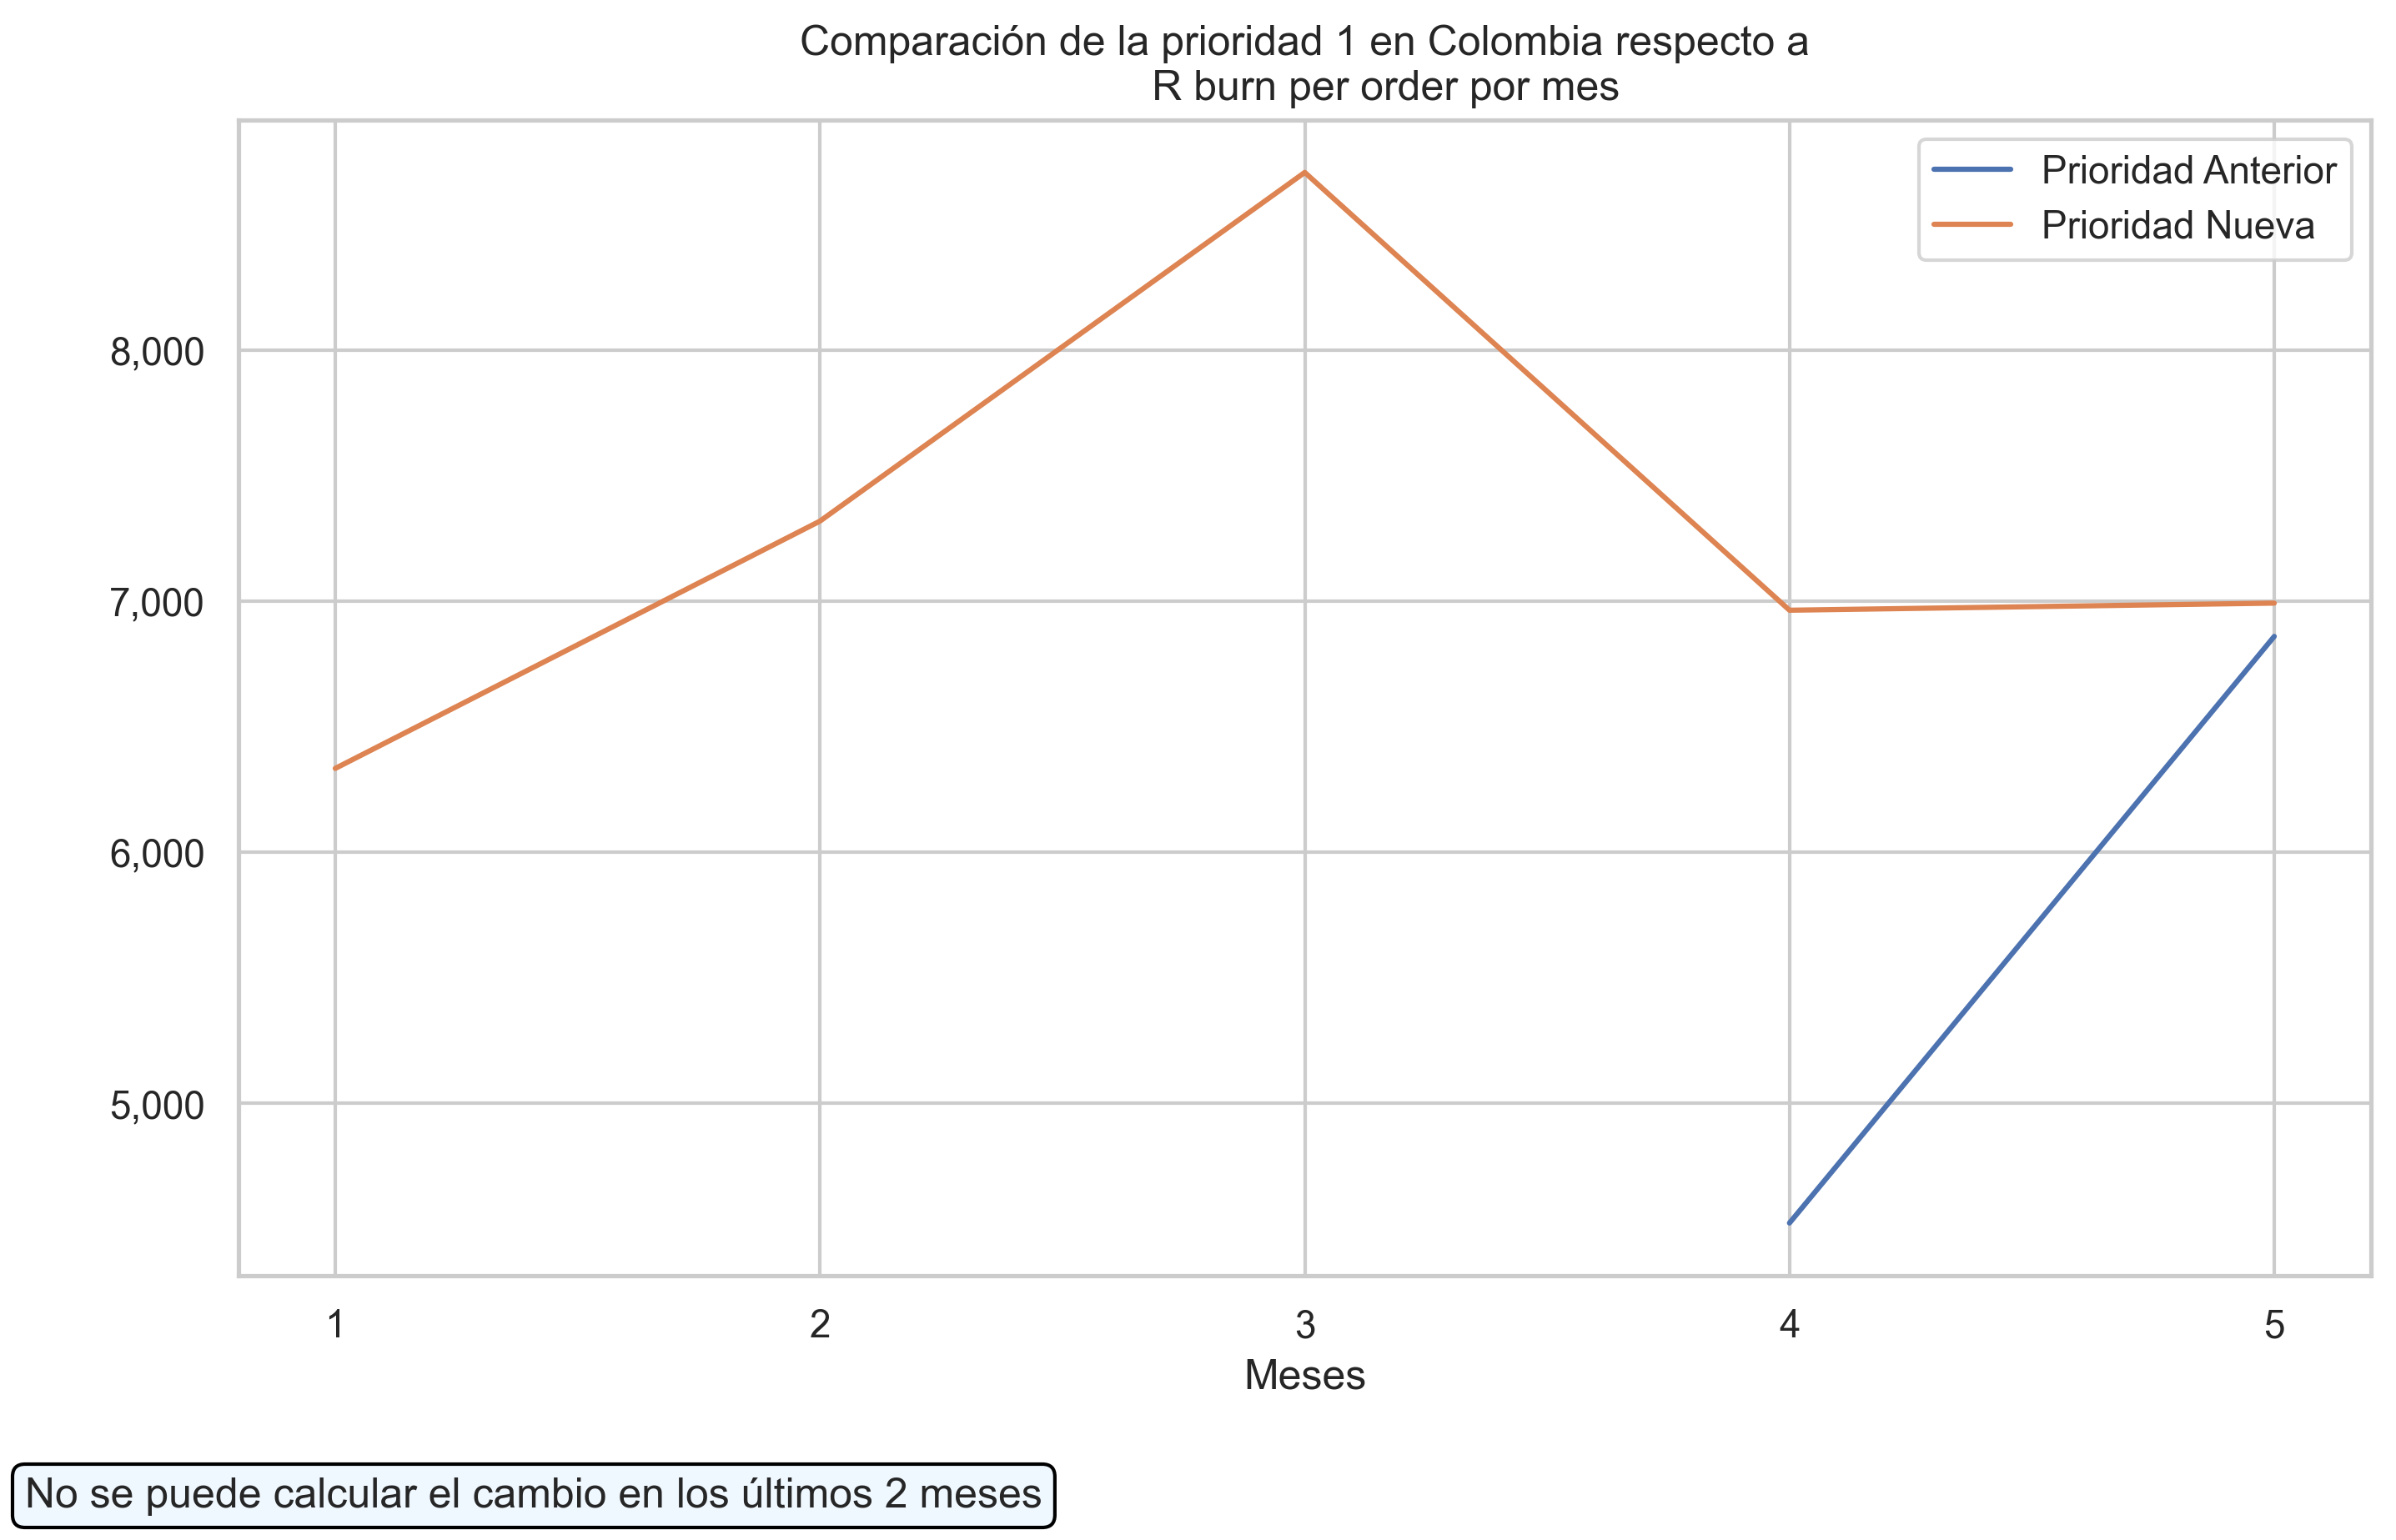 Comparación de la prioridad 1 en Colombia respecto a
R burn per order por mes
Prioridad Anterior
Prioridad Nueva
8,000
7,000
6,000
5,000
1 2 3 4 5
Meses
No se puede calcular el cambio en los últimos 2 meses